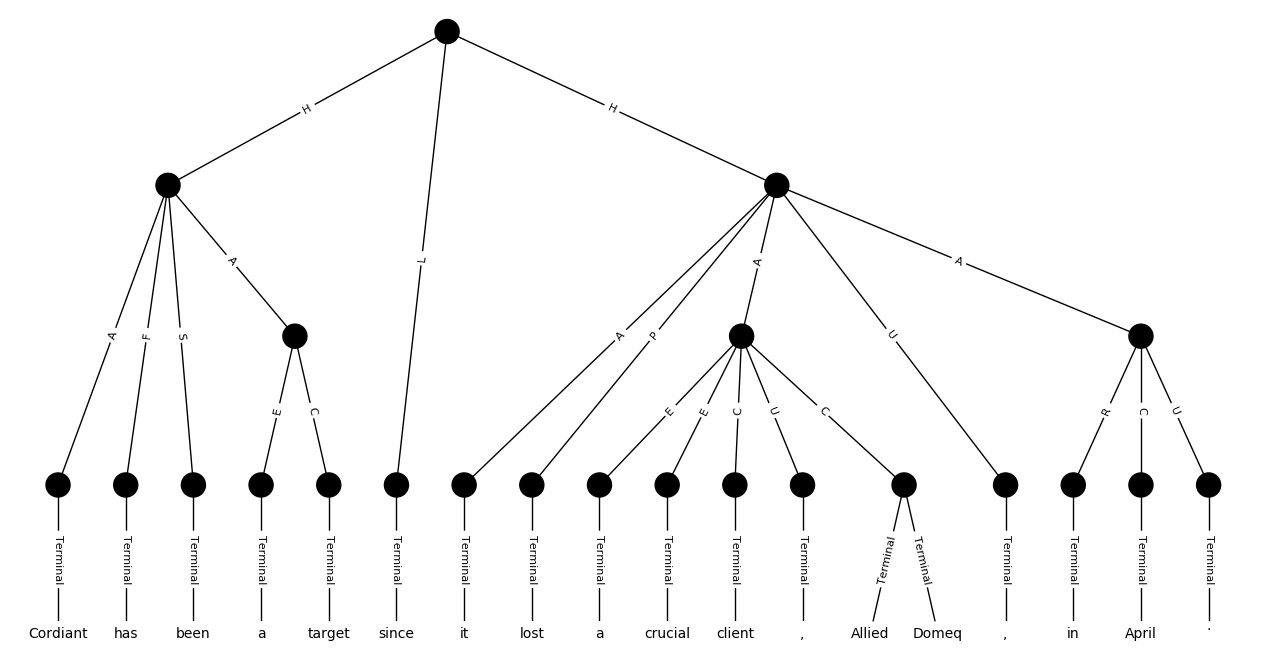 H H
A F S A L A P A U A
E C E E C U C R C U
Terminal Terminal Terminal Terminal Terminal Terminal Terminal Terminal Terminal Terminal Terminal Terminal Terminal Terminal Terminal Terminal Terminal Terminal
Cordiant has been a target since it lost a crucial client , Allied Domeq , in April .